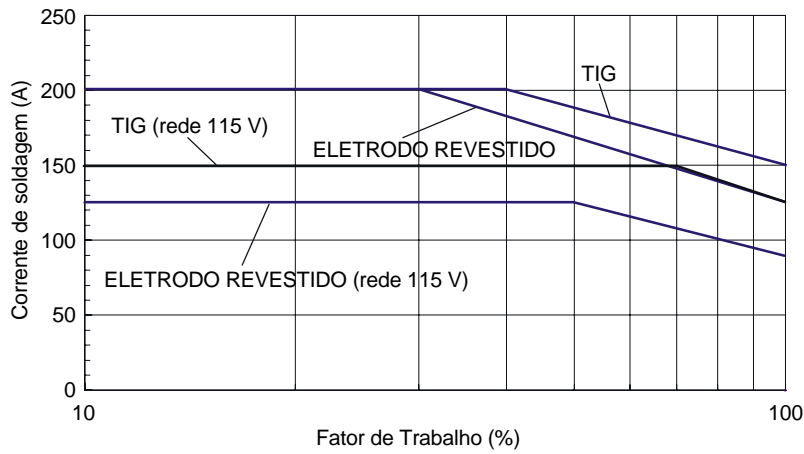 250
200
150
100
50
0
Corrente de soldagem (A)
TIG
TIG (rede 115 V)
ELETRODO REVESTIDO
ELETRODO REVESTIDO (rede 115 V)
10
100
Fator de Trabalho (%)